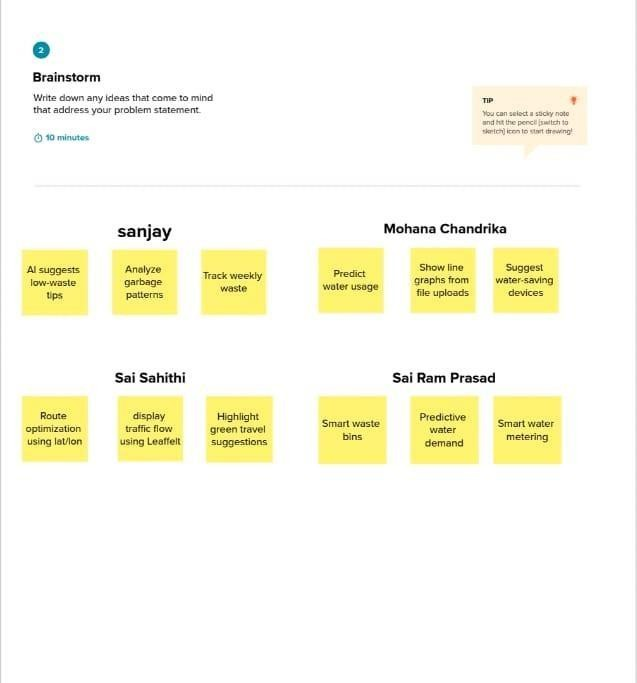 2
Brainstorm
Write down any ideas that come to mind
that address your problem statement.
10 minutes
TIP
You can select a sticky note
and hit the pencil [switch to
sketch] icon to start drawing!
sanjay
AI suggests
low-waste
tips
Analyze
garbage
patterns
Track weekly
waste
Mohana Chandrika
Predict
water usage
Show line
graphs from
file uploads
Suggest
water-saving
devices
Sai Sahithi
Route
optimization
using lat/lon
display
traffic flow
using Leaffelt
Highlight
green travel
suggestions
Sai Ram Prasad
Smart waste
bins
Predictive
water
demand
Smart water
metering